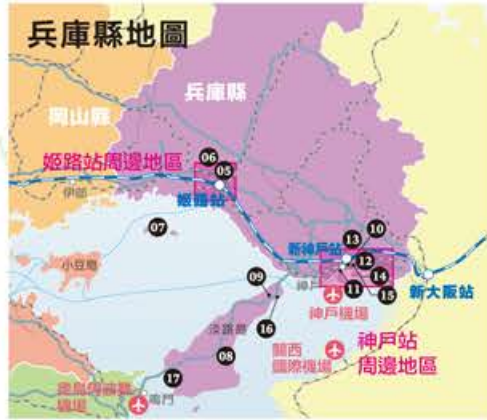 兵庫縣地圖
兵庫縣
岡山縣
姬路站周邊地區
06
05
姬路站
07
小豆島
10
新神戶站
13
12
神戶
14
11
15
新大阪站
09
16
神戶機場
淡路島
08
關西
國際機場
神戶站
周邊地區
17
機場
鳴門